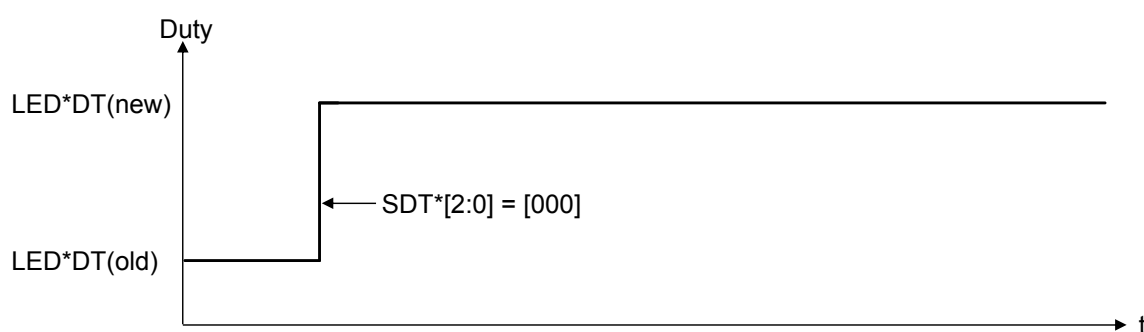 Duty
LED*DT(new)
SDT*[2:0] = [000]
LED*DT(old)
t